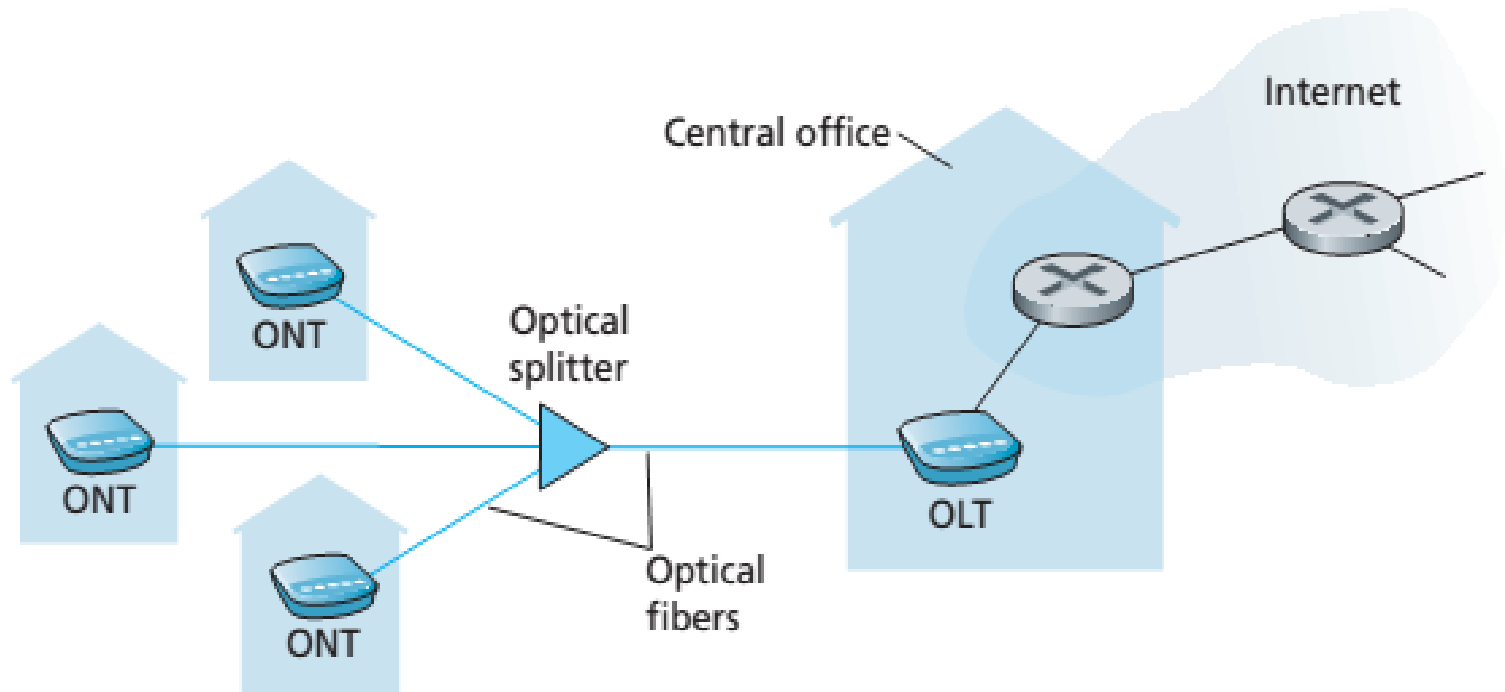 Internet
Central office
ONT
Optical
splitter
ONT
OLT
Optical
fibers
ONT